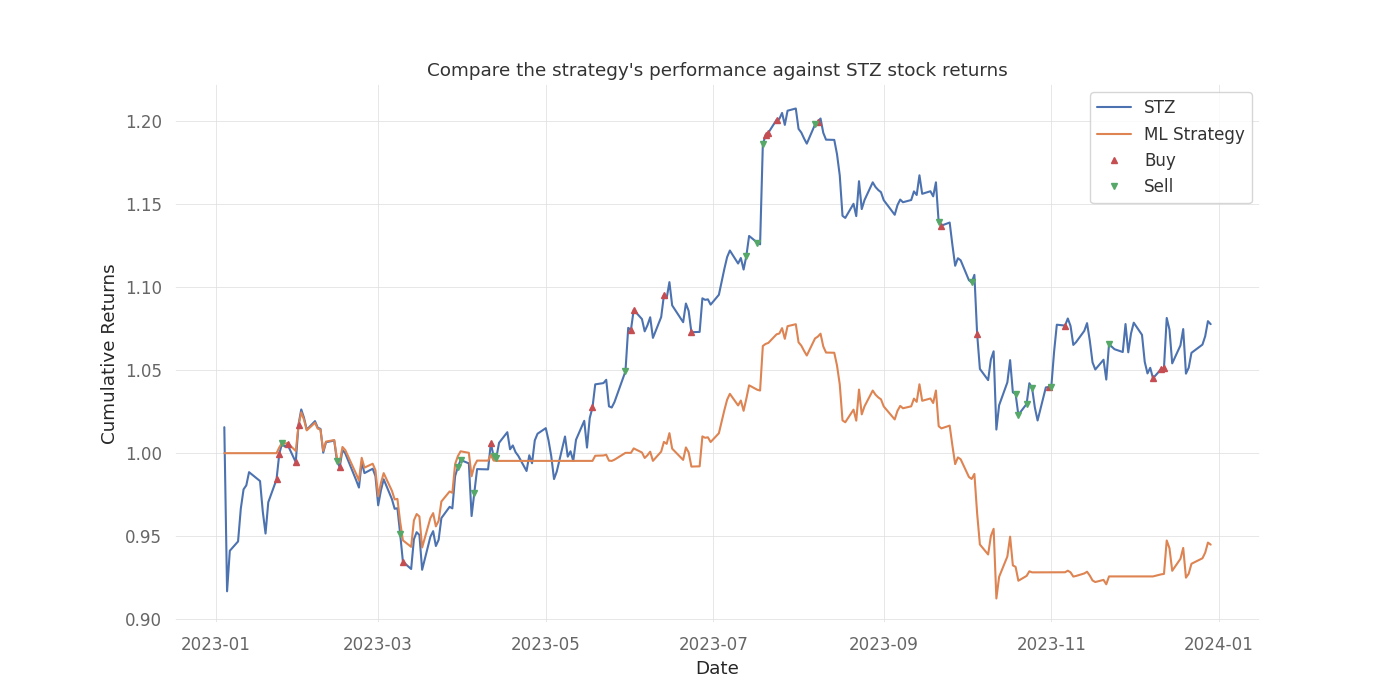 Compare the strategy's performance against STZ stock returns
STZ
ML Strategy
Buy
Sell
Cumulative Returns
1.20
1.15
1.10
1.05
1.00
0.95
0.90
2023-01
2023-03
2023-05
2023-07
2023-09
2023-11
2024-01
Date